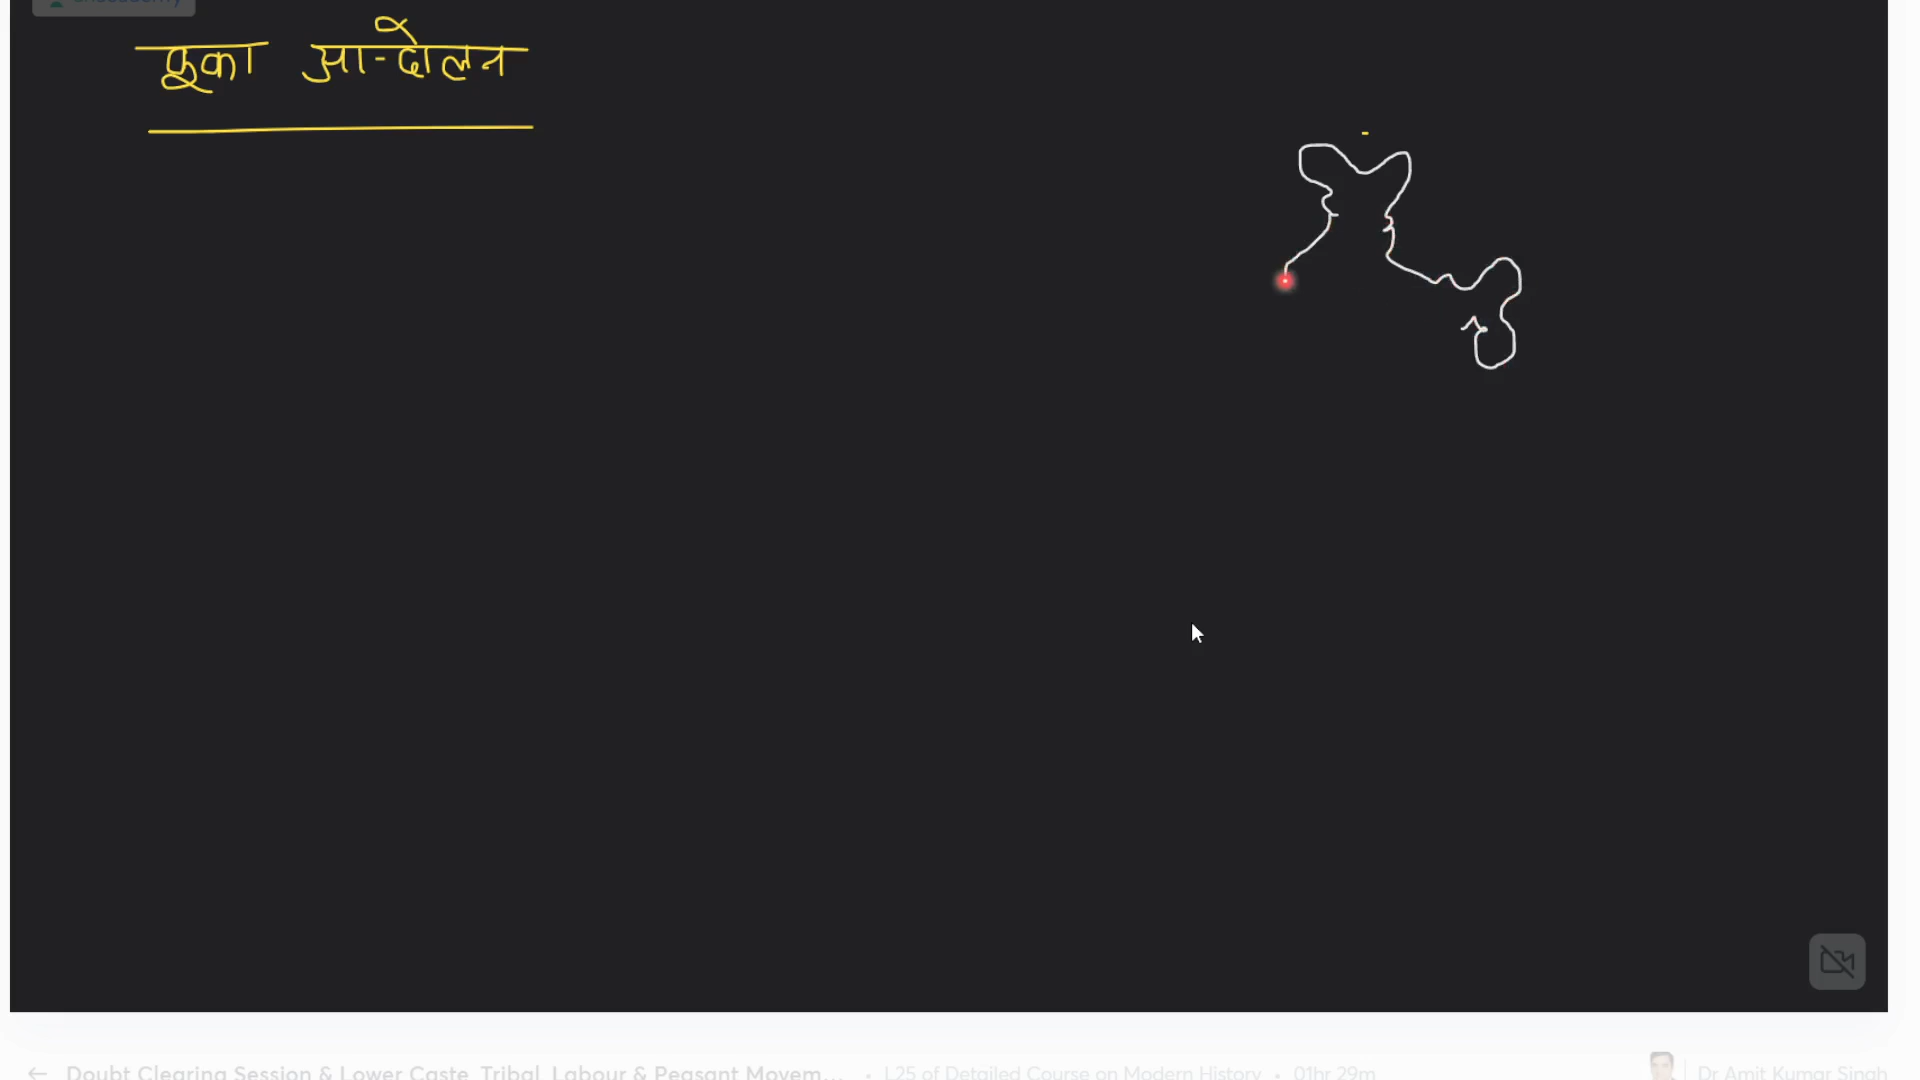 कूका आन्दोलन
Doubt Clearing Session & Lower Caste, Tribal, Labour & Peasant Movem... • L25 of Detailed Course on Modern History • 01hr 29m
Dr Amit Kumar Singh